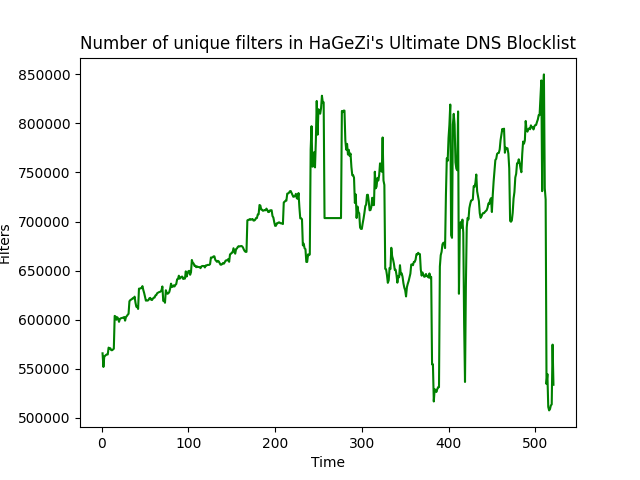 Number of unique filters in HaGeZi's Ultimate DNS Blocklist
850000
800000
750000
700000
650000
600000
550000
500000
Filters
0 100 200 300 400 500
Time